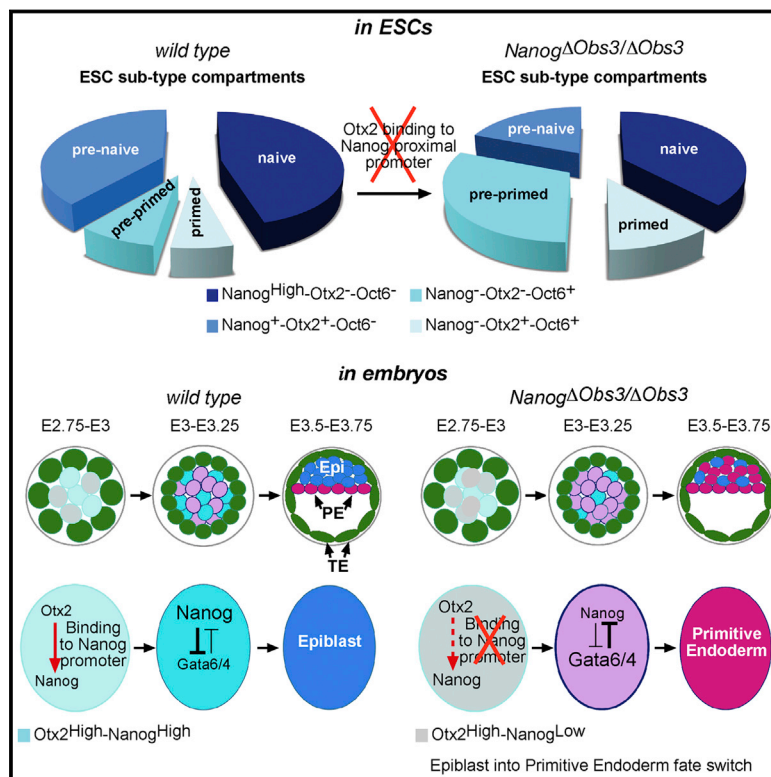 in ESCs
wild type
Nanog^ΔObs3/ΔObs3
ESC sub-type compartments
ESC sub-type compartments
pre-naive
naive
pre-primed
primed
Otx2 binding to
Nanog proximal
promoter
pre-naive
naive
pre-primed
primed
Nanog^High-Otx2^--Oct6^-
Nanog^--Otx2^--Oct6^+
Nanog^+-Otx2^+-Oct6^-
Nanog^--Otx2^+-Oct6^+
in embryos
wild type
Nanog^ΔObs3/ΔObs3
E2.75-E3
E3-E3.25
E3.5-E3.75
E2.75-E3
E3-E3.25
E3.5-E3.75
Epi
PE
TE
Otx2
Binding
to Nanog
promoter
Nanog
Nanog
Gata6/4
Epiblast
Otx2
Binding
to Nanog
promoter
Nanog
Nanog
Gata6/4
Primitive
Endoderm
Otx2^High-Nanog^High
Otx2^High-Nanog^Low
Epiblast into Primitive Endoderm fate switch